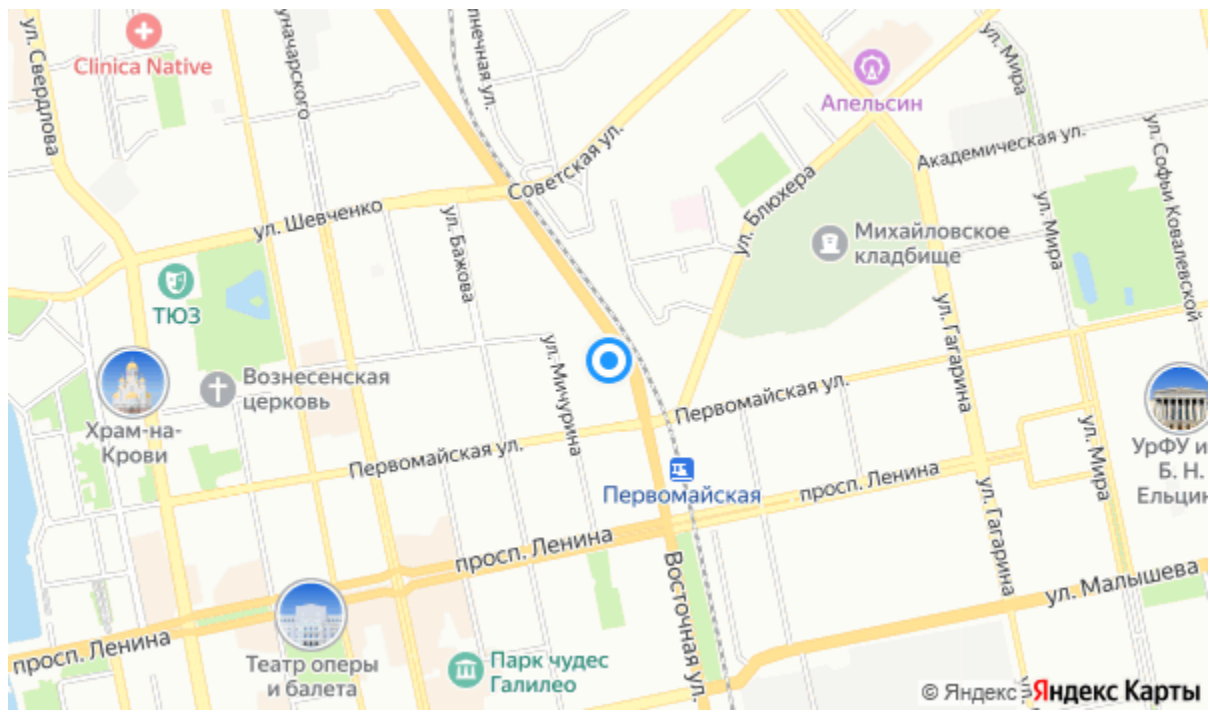 ул. Свердлова
Clinica Native
уначарского
лнечная ул.
Апельсин
ул. Мира
Академическая ул.
ул. Софьи Ковалевской
Советская ул.
ул. Шевченко
ул. Бажова
ул. Блюхера
Михайловское
кладбище
ул. Мира
ТЮЗ
ул. Гагарина
Вознесенская
церковь
ул. Мичурина
Храм-на-
Крови
Первомайская ул.
Первомайская ул.
УрФУ и
Б. Н.
Ельцин
ул. Мира
Первомайская
просп. Ленина
просп. Ленина
ул. Гагарина
Восточная ул.
ул. Малышева
просп. Ленина
Театр оперы
и балета
Парк чудес
Галилео
© Яндекс Яндекс Карты